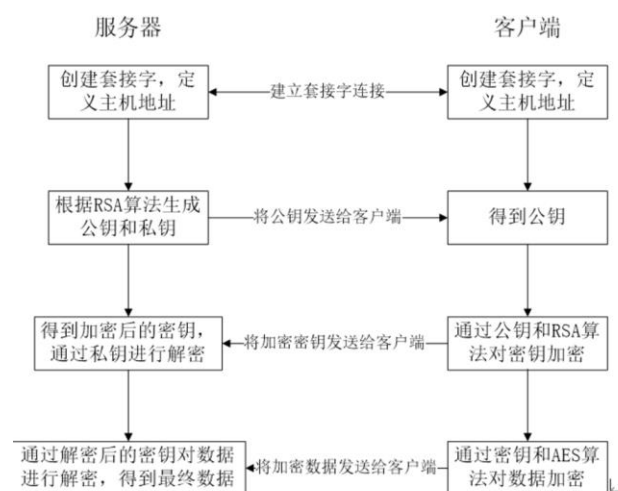 服务器
客户端
创建套接字，定
义主机地址
建立套接字连接
创建套接字，定
义主机地址
根据RSA算法生成
公钥和私钥
将公钥发送给客户端
得到公钥
得到加密后的密钥，
通过私钥进行解密
将加密密钥发送给客户端
通过公钥和RSA算
法对密钥加密
通过解密后的密钥对数据
进行解密，得到最终数据
将加密数据发送给客户端
通过密钥和AES算
法对数据加密